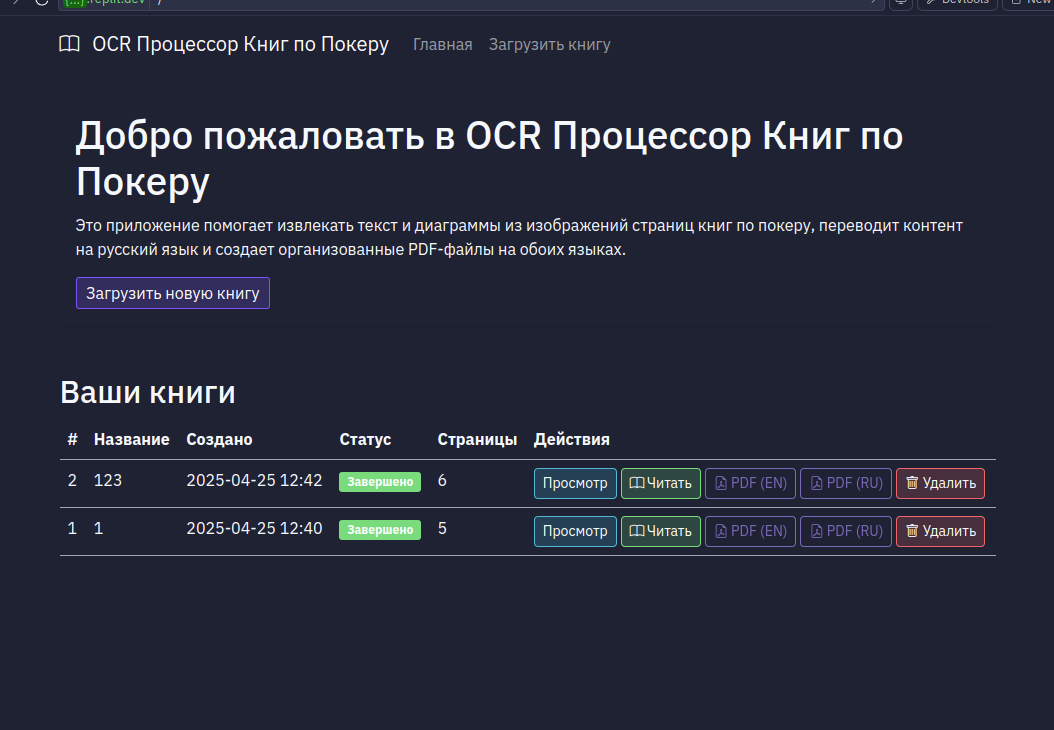 {...}.replit.dev /
Devtools
New
OCR Процессор Книг по Покеру Главная Загрузить книгу
Добро пожаловать в OCR Процессор Книг по
Покеру
Это приложение помогает извлекать текст и диаграммы из изображений страниц книг по покеру, переводит контент
на русский язык и создает организованные PDF-файлы на обоих языках.
Загрузить новую книгу
Ваши книги
# Название Создано Статус Страницы Действия
2 123 2025-04-25 12:42 Завершено 6 Просмотр Читать PDF (EN) PDF (RU) Удалить
1 1 2025-04-25 12:40 Завершено 5 Просмотр Читать PDF (EN) PDF (RU) Удалить